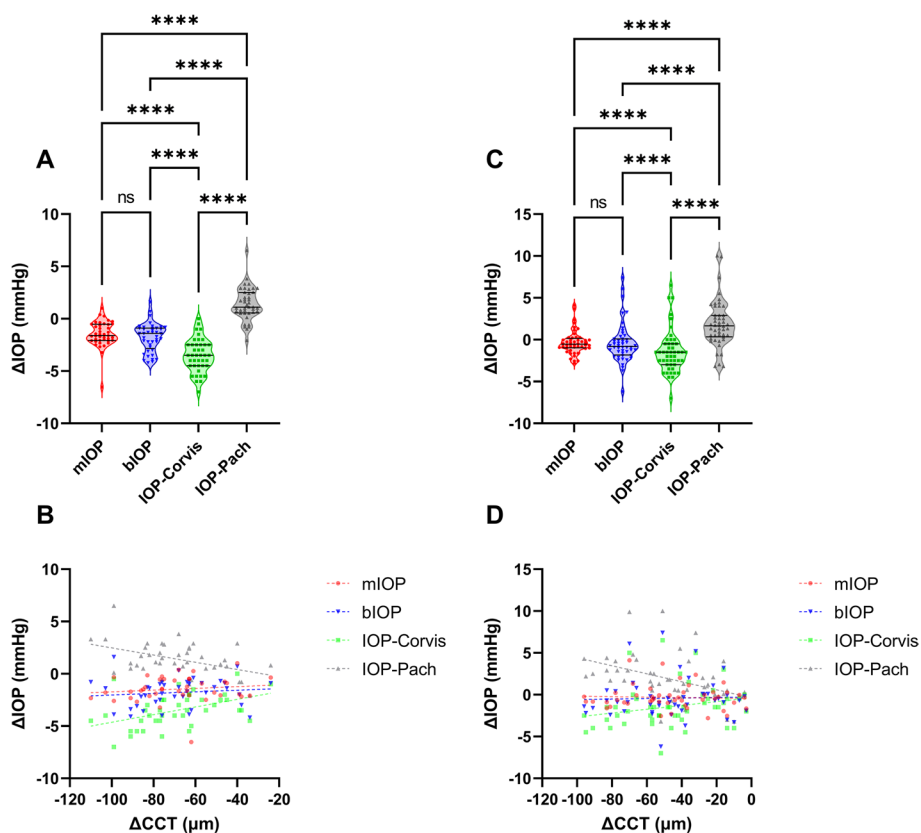 ****
****
****
****
****
ns
A
ΔIOP (mmHg)
10
5
0
-5
-10
mIOP
bIOP
IOP-Corvis
IOP-Pach
****
****
****
****
****
ns
C
ΔIOP (mmHg)
15
10
5
0
-5
-10
mIOP
bIOP
IOP-Corvis
IOP-Pach
B
ΔIOP (mmHg)
10
5
0
-5
-10
-120
-100
-80
-60
-40
-20
ΔCCT (μm)
mIOP
bIOP
IOP-Corvis
IOP-Pach
D
ΔIOP (mmHg)
15
10
5
0
-5
-10
-120
-100
-80
-60
-40
-20
0
ΔCCT (μm)
mIOP
bIOP
IOP-Corvis
IOP-Pach